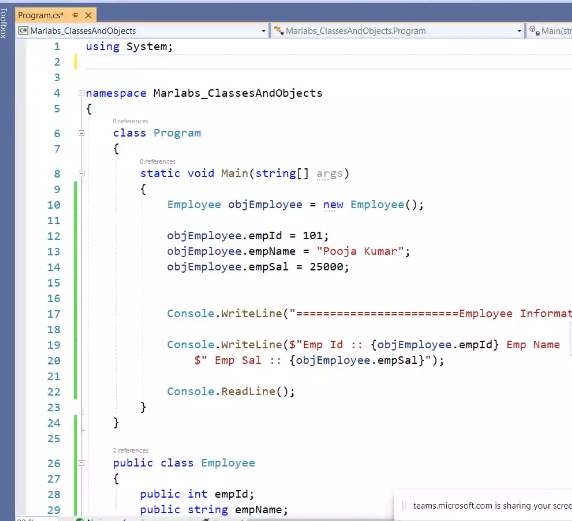 Toolbox
Program.cs*
Marlabs_ClassesAndObjects
Marlabs_ClassesAndObjects.Program
Main(str
1 using System;
2
3
4 namespace Marlabs_ClassesAndObjects
5 {
0 references
6 class Program
7 {
0 references
8 static void Main(string[] args)
9 {
10 Employee objEmployee = new Employee();
11
12 objEmployee.empId = 101;
13 objEmployee.empName = "Pooja Kumar";
14 objEmployee.empSal = 25000;
15
16
17 Console.WriteLine("========================Employee Informat
18
19 Console.WriteLine($"Emp Id :: {objEmployee.empId} Emp Name
20 $" Emp Sal :: {objEmployee.empSal}");
21
22 Console.ReadLine();
23 }
24 }
25
2 references
26 public class Employee
27 {
28 public int empId;
29 public string empName;
teams.microsoft.com is sharing your scree